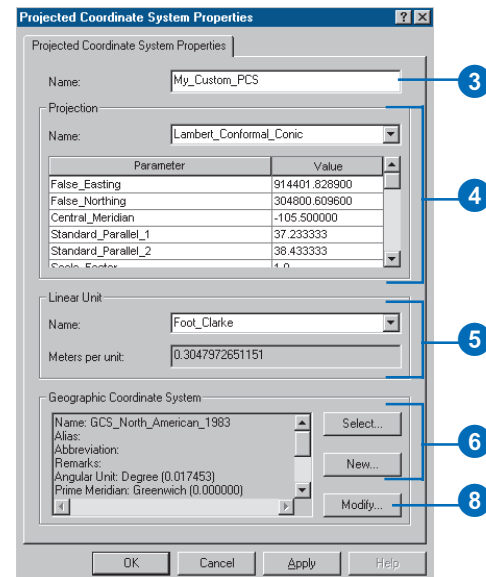 Projected Coordinate System Properties
Projected Coordinate System Properties
Name: My_Custom_PCS
3
Projection
Name: Lambert_Conformal_Conic
Parameter Value
False_Easting 914401.828900
False_Northing 304800.609600
Central_Meridian -105.500000
Standard_Parallel_1 37.233333
Standard_Parallel_2 38.433333
Scale_Factor 1.0
4
Linear Unit
Name: Foot_Clarke
Meters per unit: 0.3047972651151
5
Geographic Coordinate System
Name: GCS_North_American_1983
Alias:
Abbreviation:
Remarks:
Angular Unit: Degree (0.017453)
Prime Meridian: Greenwich (0.000000)
Select...
New...
6
Modify...
8
OK Cancel Apply Help